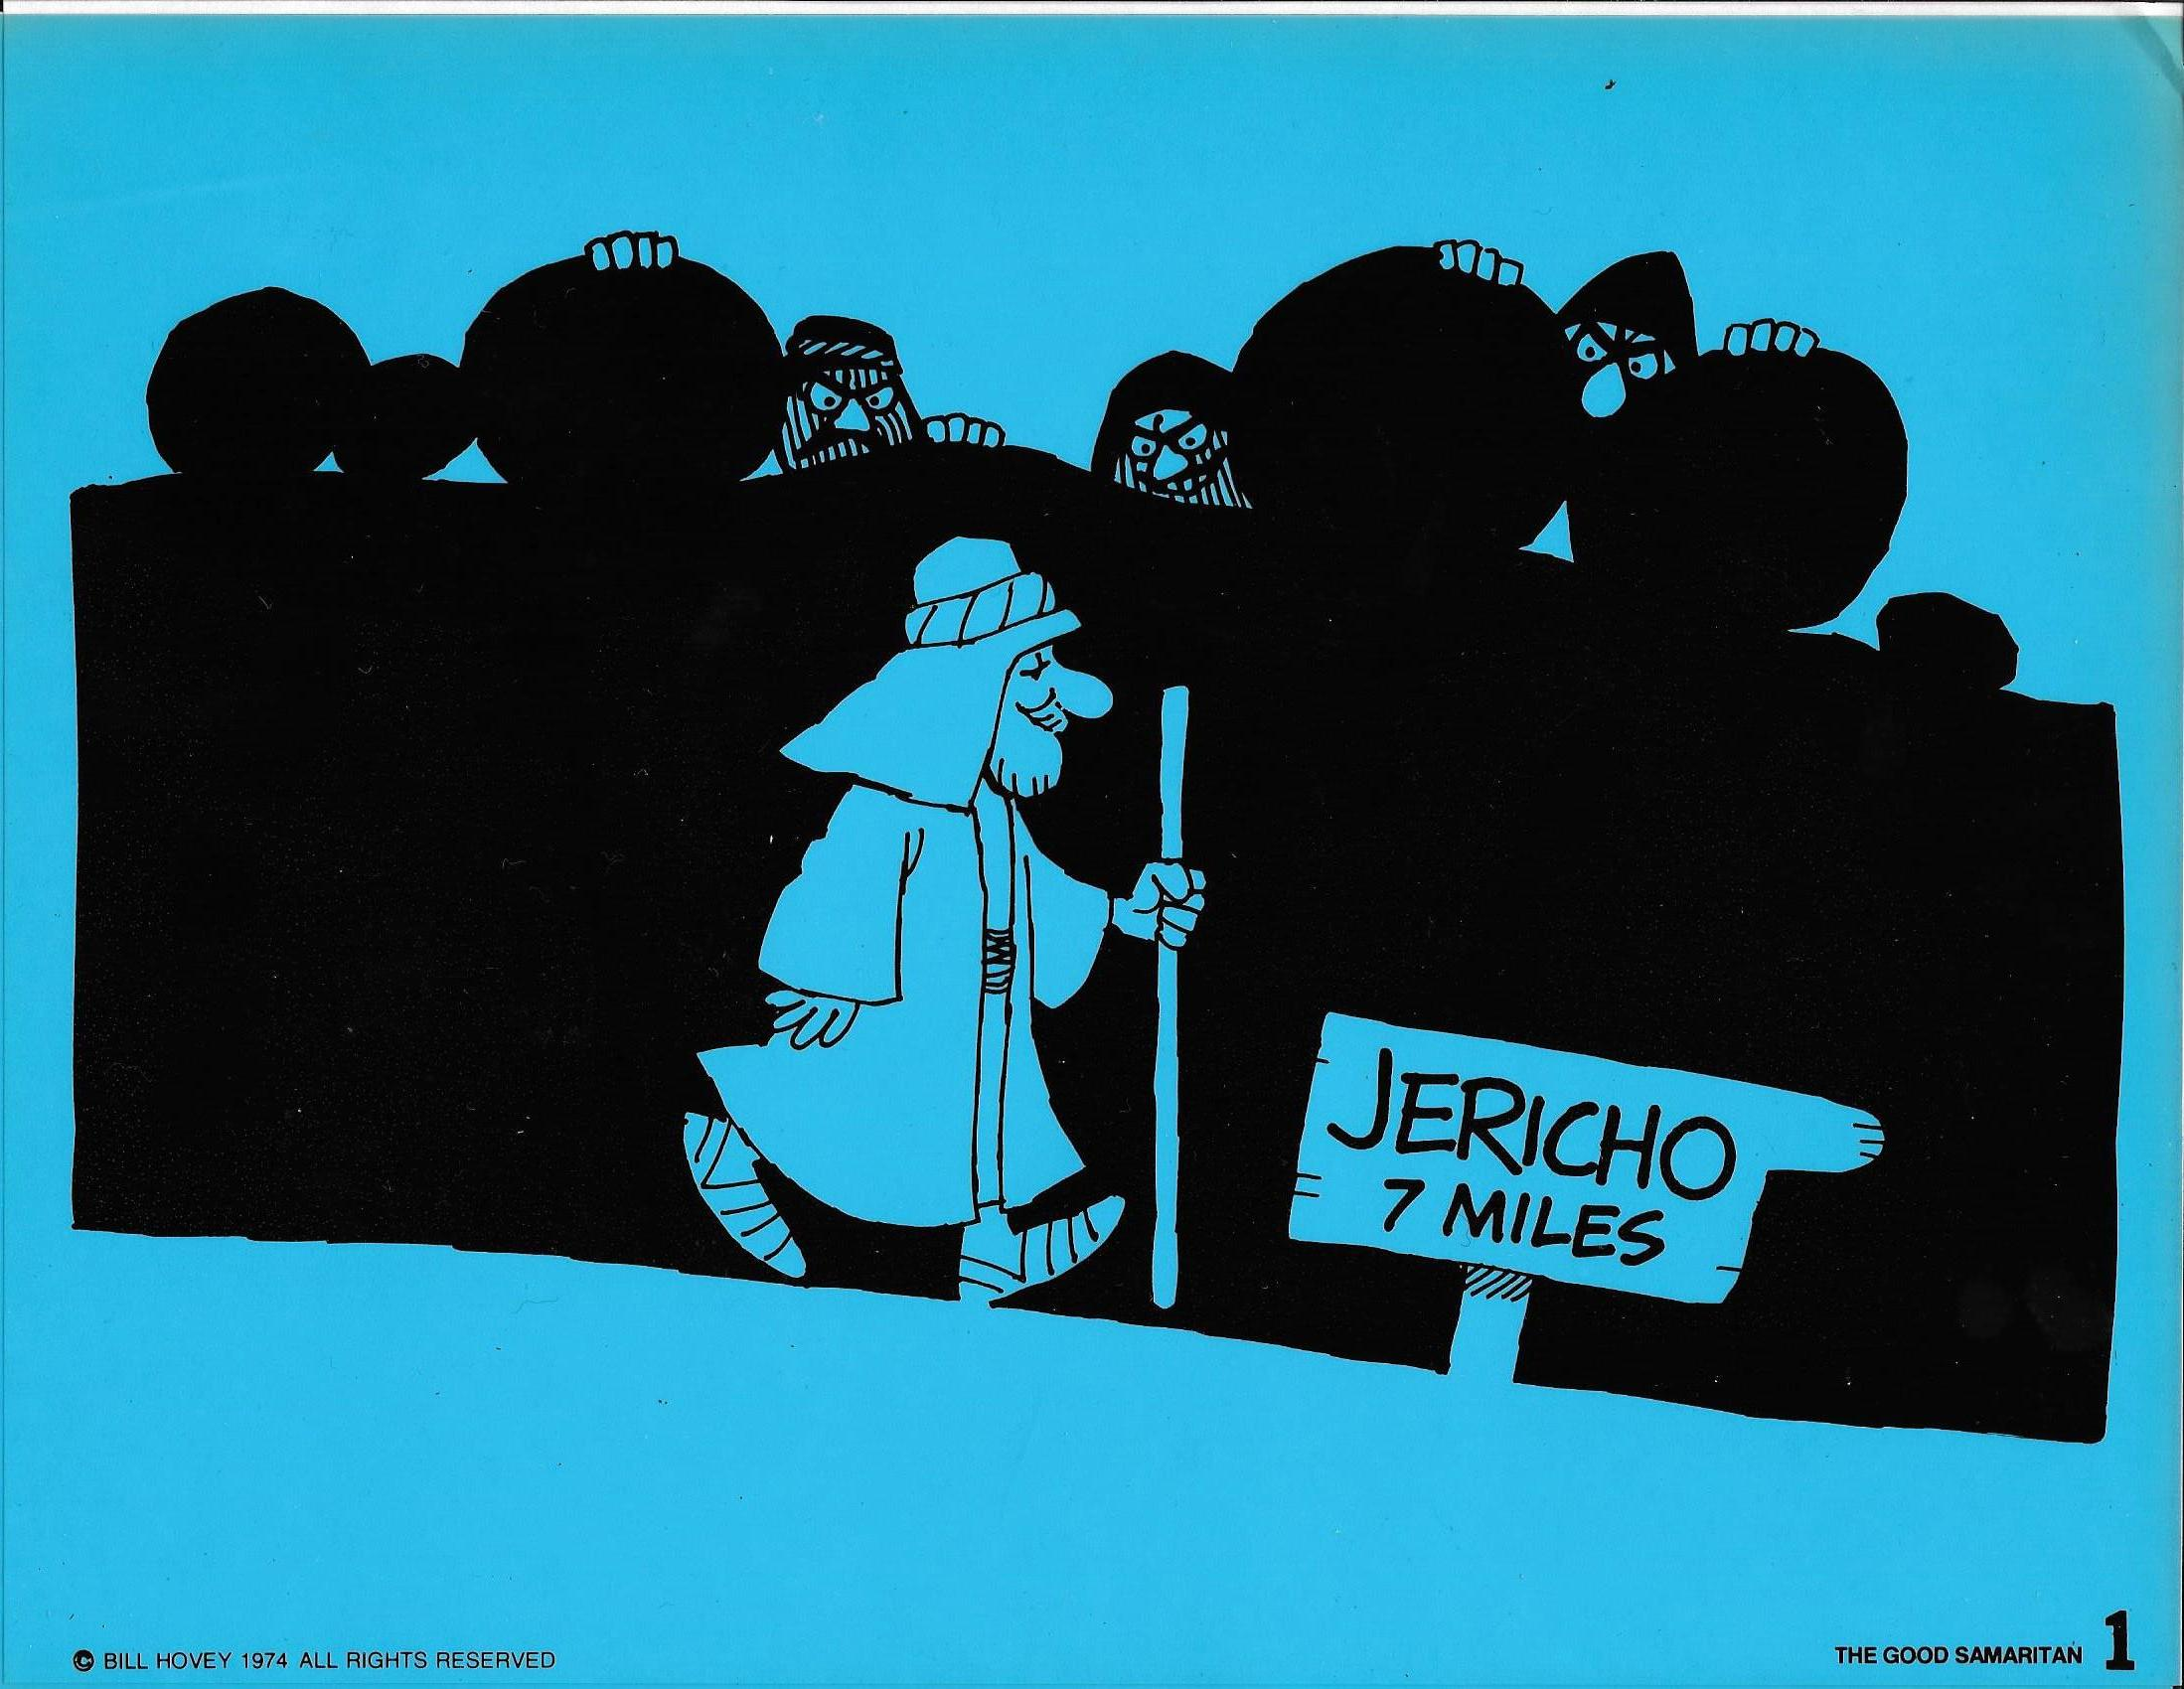 JERICHO
7 MILES
© BILL HOVEY 1974 ALL RIGHTS RESERVED
THE GOOD SAMARITAN 1